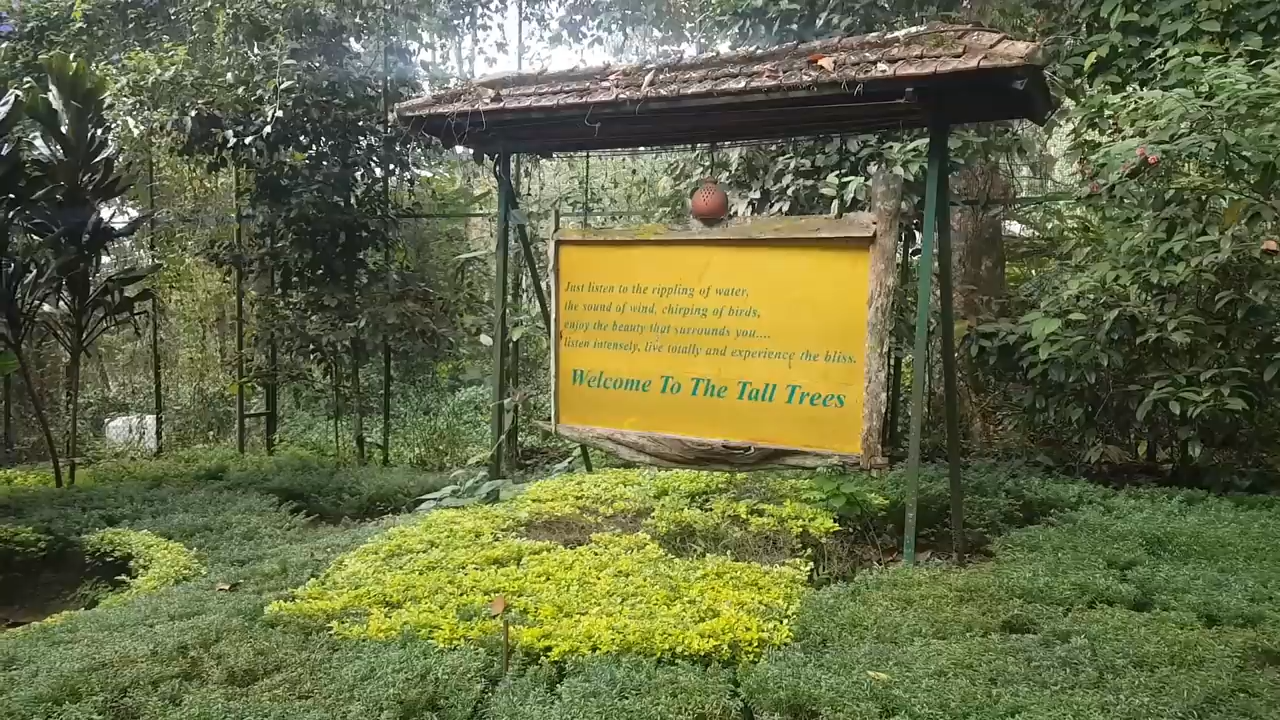 Just listen to the rippling of water,
the sound of wind, chirping of birds,
enjoy the beauty that surrounds you....
listen intensely, live totally and experience the bliss.
Welcome To The Tall Trees